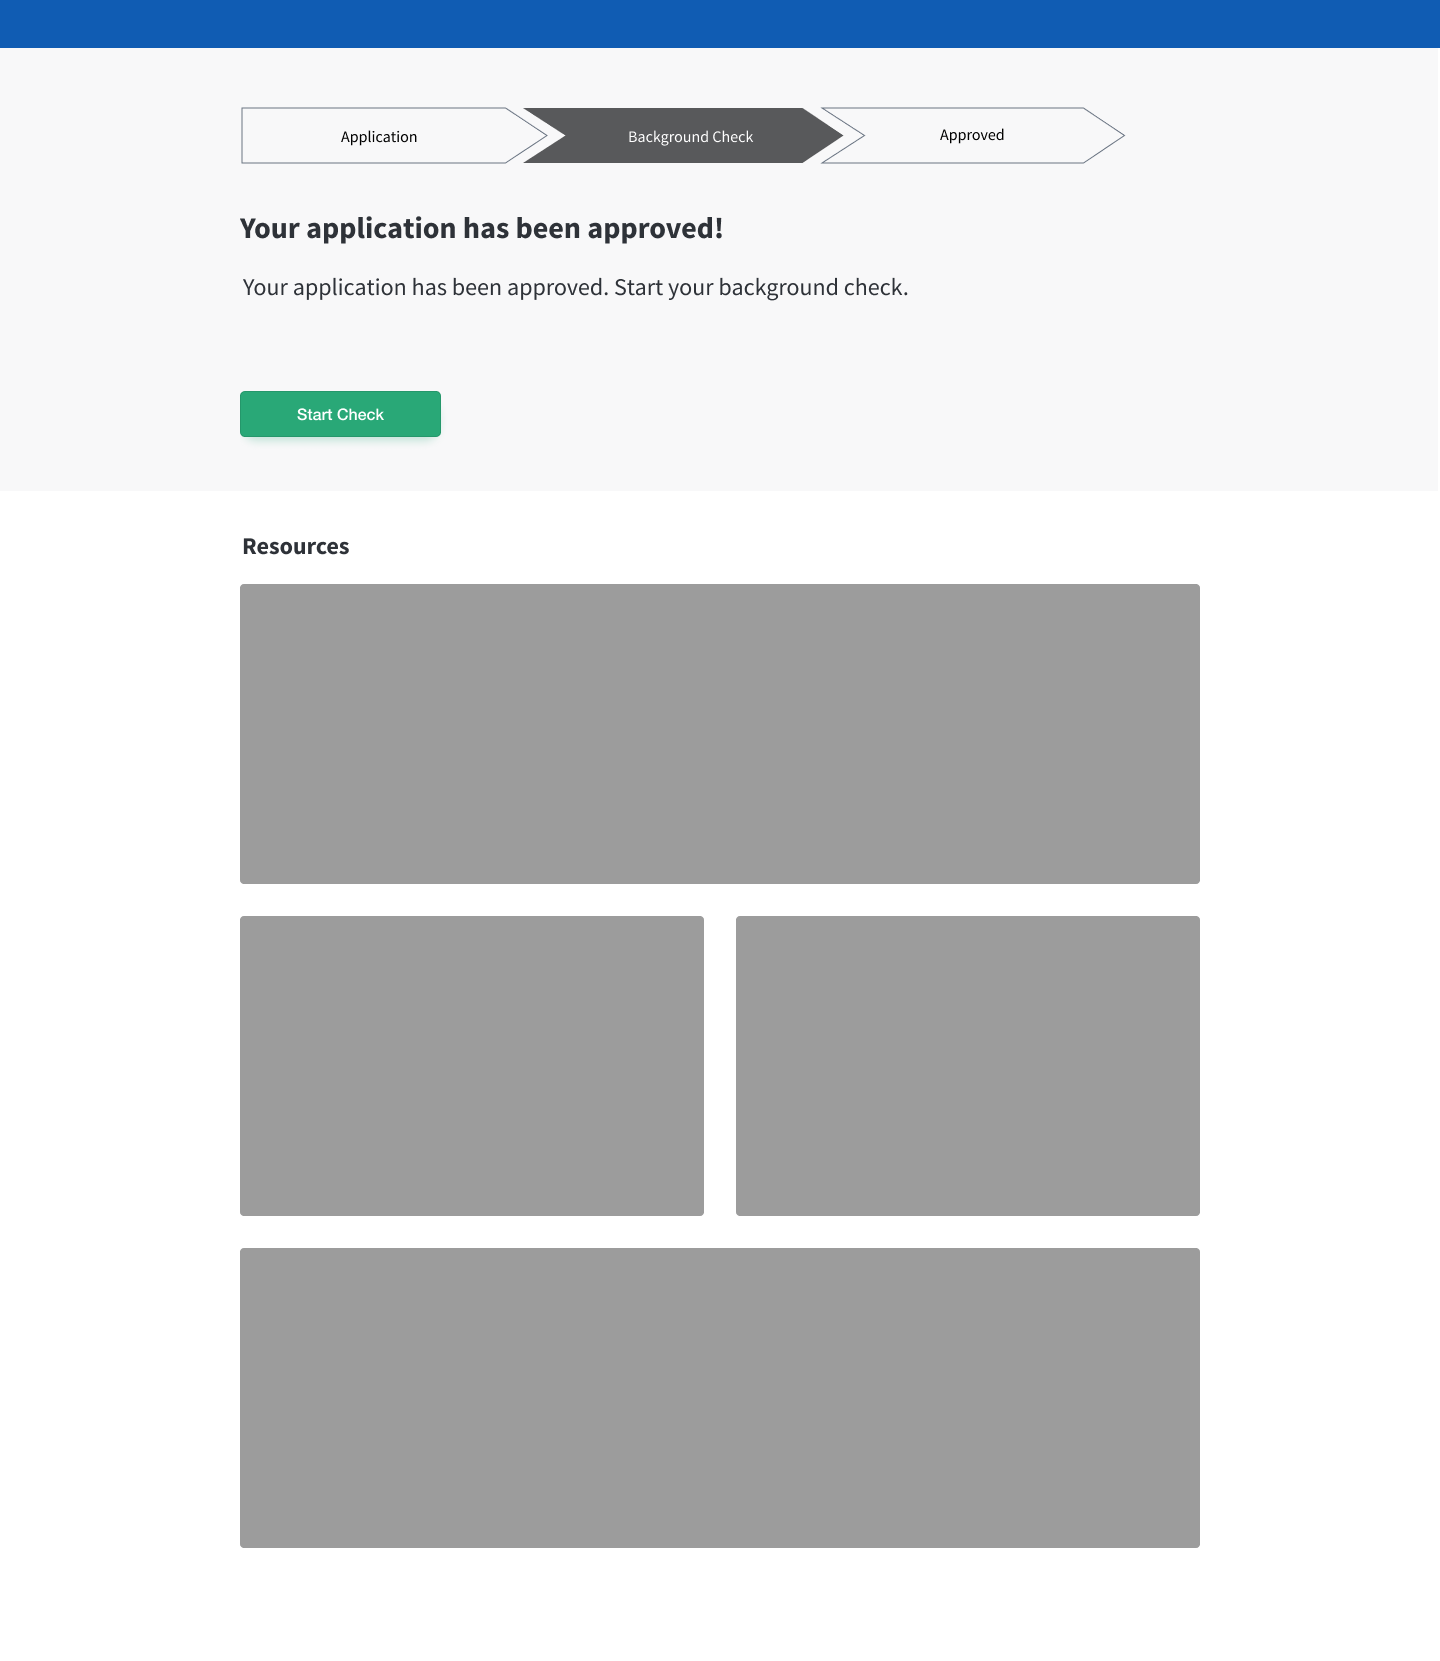 Application
Background Check
Approved
Your application has been approved!
Your application has been approved. Start your background check.
Start Check
Resources